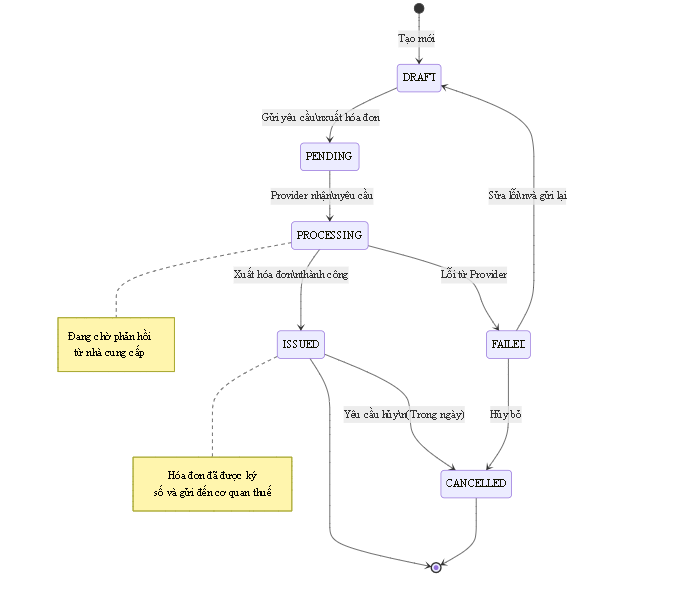 Tạo mới
DRAFT
Gửi yêu cầu\nxuất hóa đơn
PENDING
Provider nhận\nyêu cầu
Sửa lỗi\nvà gửi lại
PROCESSING
Xuất hóa đơn\nthành công
Lỗi từ Provider
Đang chờ phản hồi
từ nhà cung cấp
ISSUED
FAILED
Yêu cầu hủy\n(Trong ngày)
Hủy bỏ
Hóa đơn đã được ký
số và gửi đến cơ quan thuế
CANCELLED